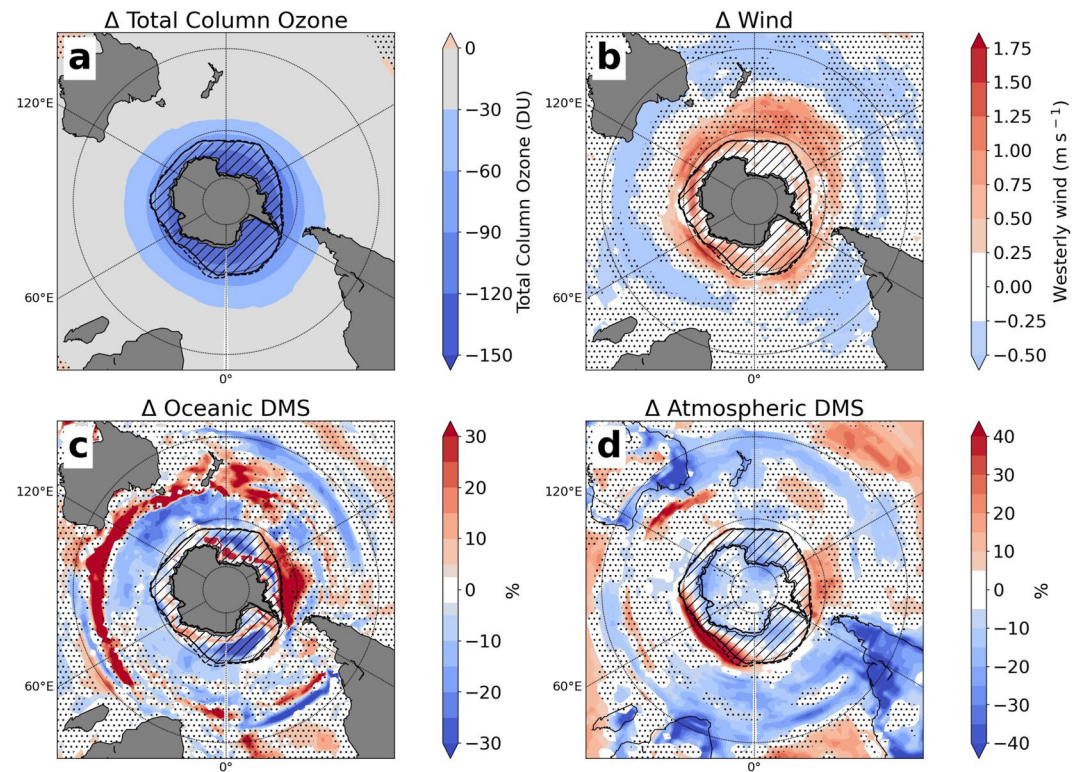 Δ Total Column Ozone
a
120°E
60°E
0°
0
−30
−60
−90
−120
−150
Total Column Ozone (DU)
Δ Wind
b
120°E
60°E
0°
1.75
1.50
1.25
1.00
0.75
0.50
0.25
0.00
−0.25
−0.50
Westerly wind (m s −1)
Δ Oceanic DMS
c
120°E
60°E
0°
30
20
10
0
−10
−20
−30
%
Δ Atmospheric DMS
d
120°E
60°E
0°
40
30
20
10
0
−10
−20
−30
−40
%